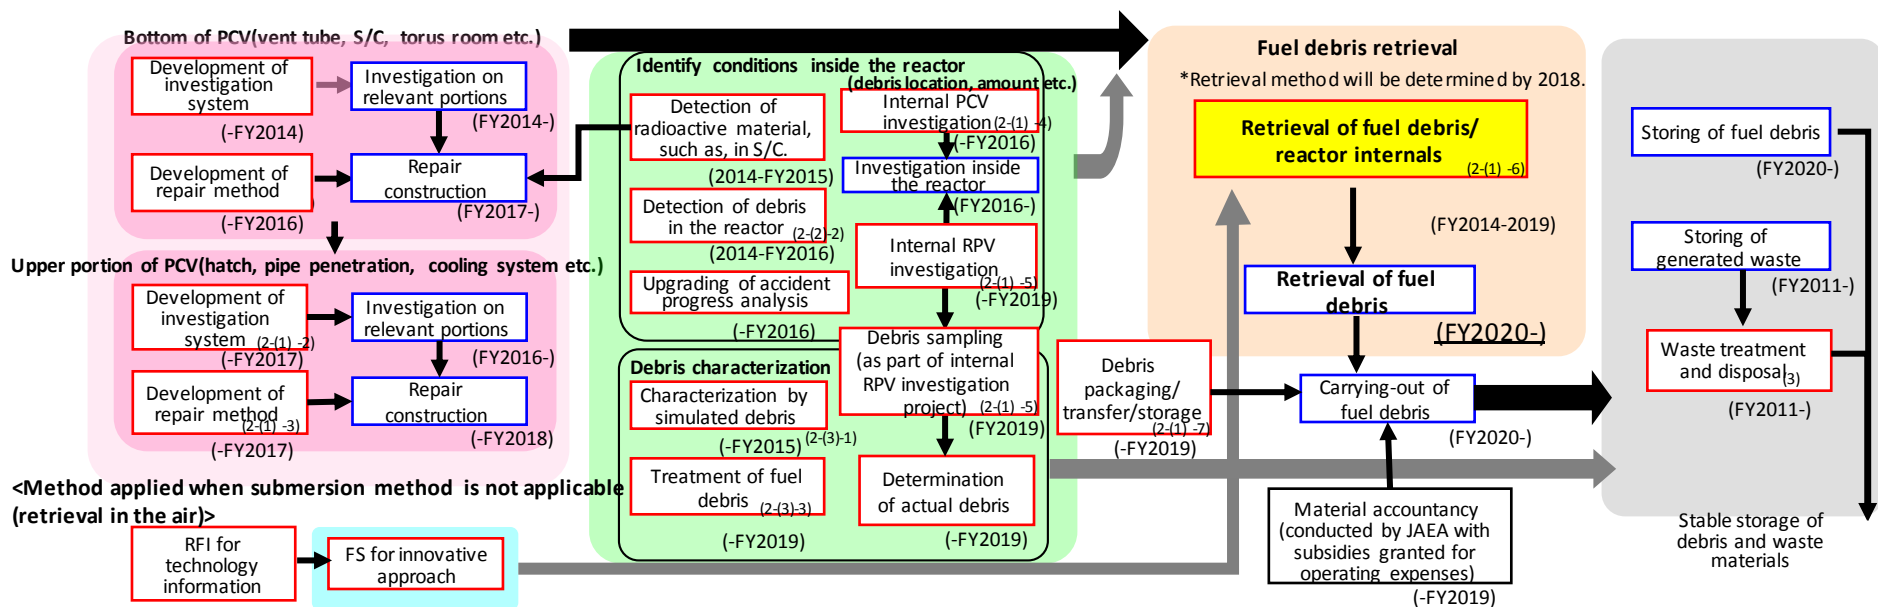 Bottom of PCV(vent tube, S/C, torus room etc.)
Development of
investigation
system
(-FY2014)
Investigation on
relevant portions
(FY2014-)
Development of
repair method
(-FY2016)
Repair
construction
(FY2017-)
Upper portion of PCV(hatch, pipe penetration, cooling system etc.)
Development of
investigation
system (2-(1) -2)
(-FY2017)
Investigation on
relevant portions
(FY2016-)
Development of
repair method
(2-(1) -3)
(-FY2017)
Repair
construction
(-FY2018)
<Method applied when submersion method is not applicable
(retrieval in the air)>
RFI for
technology
information
FS for innovative
approach
Identify conditions inside the reactor
(debris location, amount etc.)
Detection of
radioactive material,
such as, in S/C.
(2014-FY2015)
Internal PCV
investigation (2-(1) -4)
(-FY2016)
Investigation inside
the reactor
(FY2016-)
Detection of debris
in the reactor (2-(2)-2)
(2014-FY2016)
Internal RPV
investigation
(2-(1) -5)
(-FY2019)
Upgrading of accident
progress analysis
(-FY2016)
Debris sampling
(as part of internal
RPV investigation
project) (2-(1) -5)
(FY2019)
Debris characterization
Characterization by
simulated debris
(-FY2015) (2-(3)-1)
Treatment of fuel
debris (2-(3)-3)
(-FY2019)
Determination
of actual debris
(-FY2019)
Fuel debris retrieval
*Retrieval method will be determined by 2018.
Retrieval of fuel debris/
reactor internals
(2-(1) -6)
(FY2014-2019)
Retrieval of fuel
debris
(FY2020-)
Debris
packaging/
transfer/storage
(2-(1) -7)
(-FY2019)
Carrying-out of
fuel debris
(FY2020-)
Material accountancy
(conducted by JAEA with
subsidies granted for
operating expenses)
(-FY2019)
Storing of fuel debris
(FY2020-)
Storing of
generated waste
(FY2011-)
Waste treatment
and disposal(3)
(FY2011-)
Stable storage of
debris and waste
materials